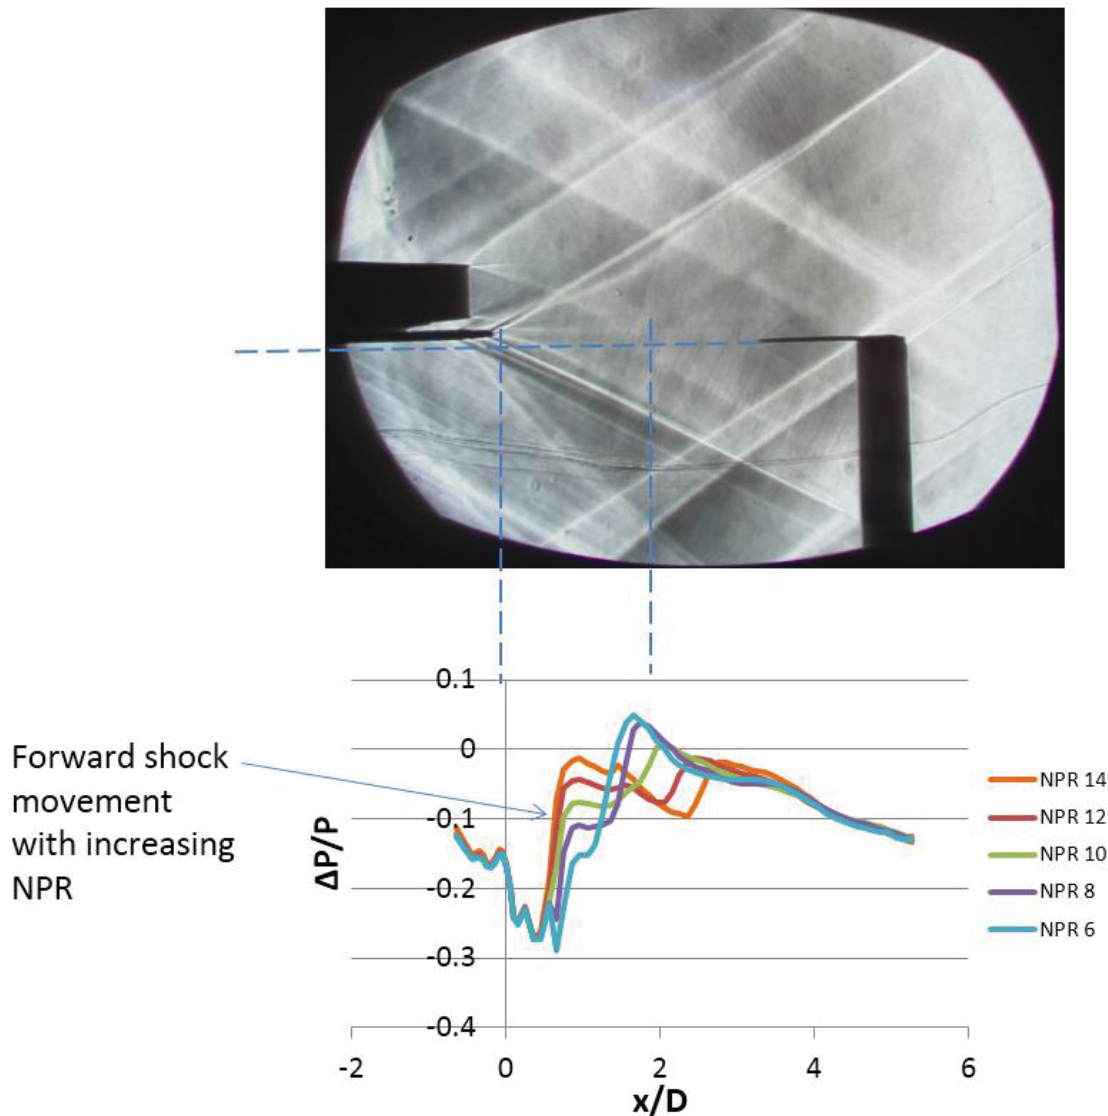 0.1
0
-0.1
-0.2
-0.3
-0.4
ΔP/P
-2
0
2
4
6
x/D
Forward shock
movement
with increasing
NPR
NPR 14
NPR 12
NPR 10
NPR 8
NPR 6